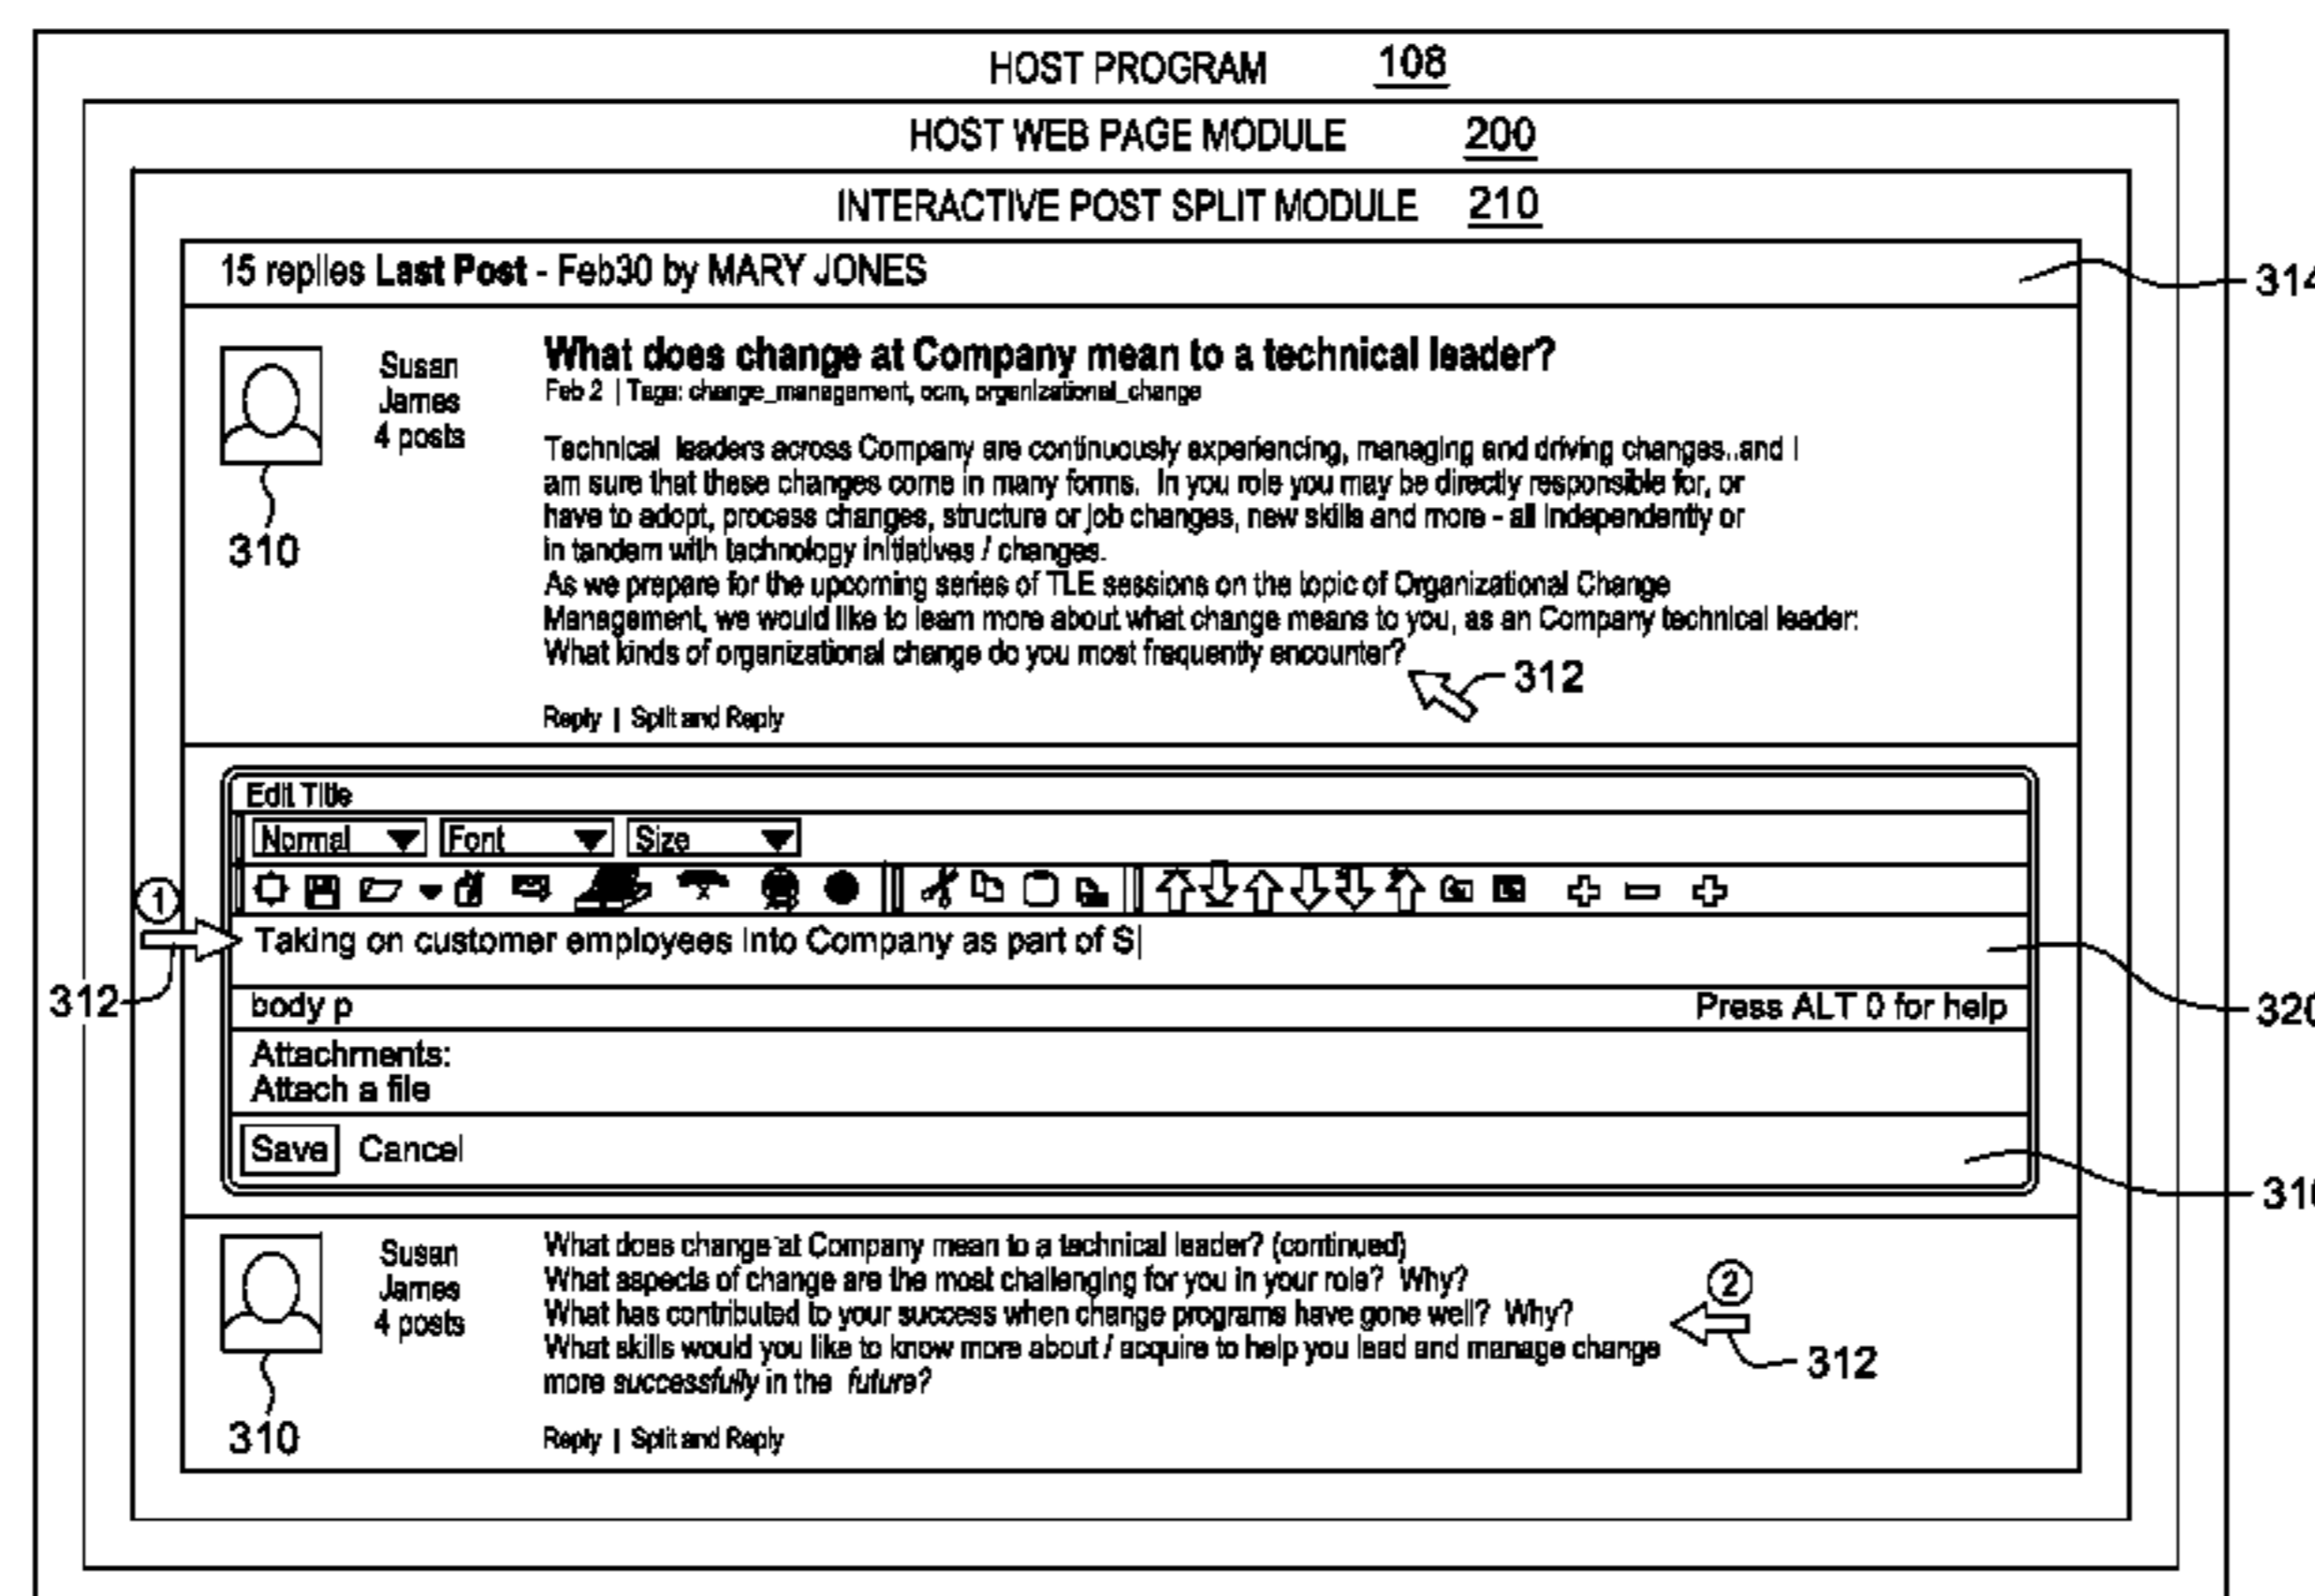 HOST PROGRAM 108
HOST WEB PAGE MODULE 200
INTERACTIVE POST SPLIT MODULE 210
15 replies Last Post - Feb30 by MARY JONES
314
Susan
James
4 posts
310
What does change at Company mean to a technical leader?
Feb 2 | Tags: change_management, ocm, organizational_change
Technical leaders across Company are continuously experiencing, managing and driving changes..and I
am sure that these changes come in many forms. In you role you may be directly responsible for, or
have to adopt, process changes, structure or job changes, new skills and more - all independently or
in tandem with technology initiatives / changes.
As we prepare for the upcoming series of TLE sessions on the topic of Organizational Change
Management, we would like to learn more about what change means to you, as an Company technical leader:
What kinds of organizational change do you most frequently encounter?
312
Reply | Split and Reply
Edit Title
Normal Font Size
1
312
Taking on customer employees into Company as part of S
320
body p Press ALT 0 for help
Attachments:
Attach a file
Save Cancel
Susan
James
4 posts
310
What does change at Company mean to a technical leader? (continued)
What aspects of change are the most challenging for you in your role? Why?
What has contributed to your success when change programs have gone well? Why?
What skills would you like to know more about / acquire to help you lead and manage change
more successfully in the future?
2
312
Reply | Split and Reply